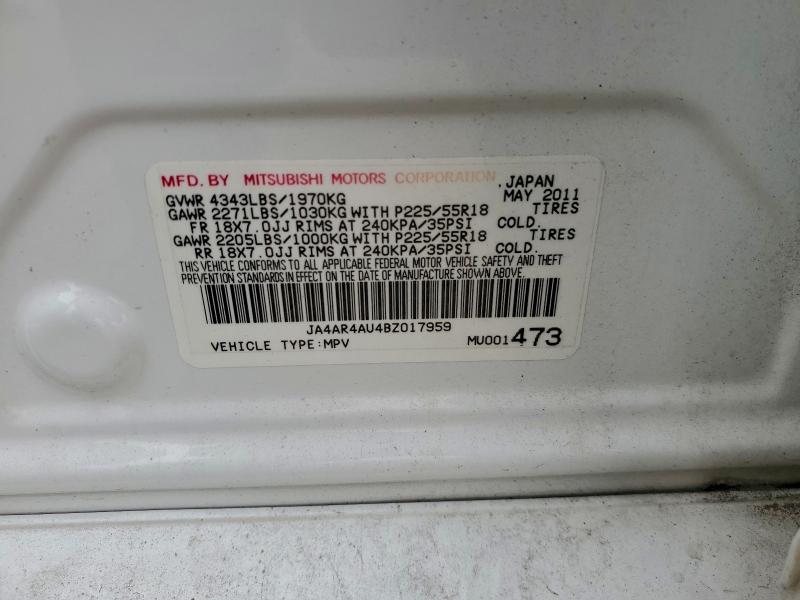 MFD. BY MITSUBISHI MOTORS CORPORATION. JAPAN
GVWR 4343LBS/1970KG MAY 2011
GAWR 2271LBS/1030KG WITH P225/55R18 TIRES
FR 18X7.0JJ RIMS AT 240KPA/35PSI COLD.
GAWR 2205LBS/1000KG WITH P225/55R18 TIRES
RR 18X7.0JJ RIMS AT 240KPA/35PSI COLD.
THIS VEHICLE CONFORMS TO ALL APPLICABLE FEDERAL MOTOR VEHICLE SAFETY AND THEFT
PREVENTION STANDARDS IN EFFECT ON THE DATE OF MANUFACTURE SHOWN ABOVE.
JA4AR4AU4BZ017959
VEHICLE TYPE:MPV MU001473